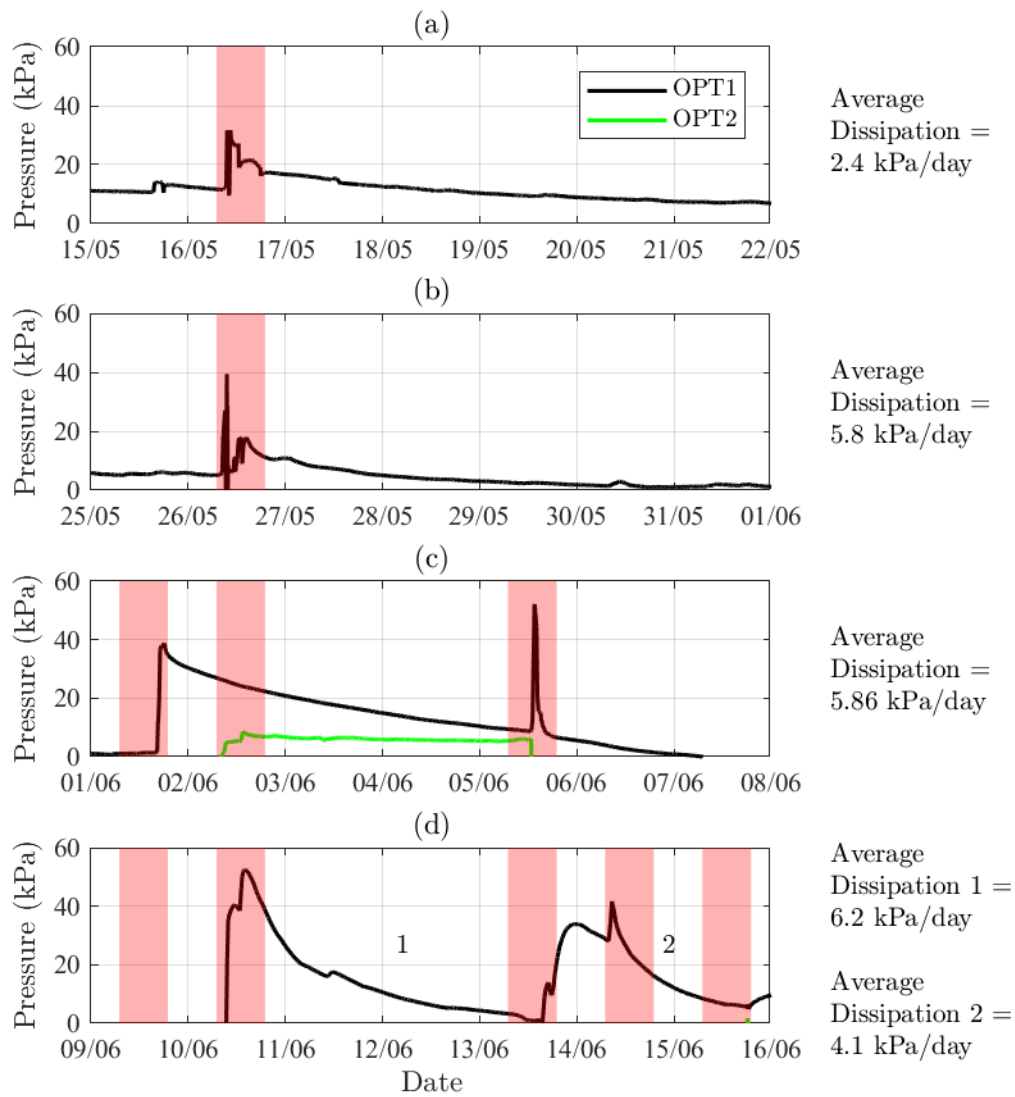 (a)
Pressure (kPa)
60
40
20
0
OPT1
OPT2
15/05 16/05 17/05 18/05 19/05 20/05 21/05 22/05
Average
Dissipation =
2.4 kPa/day
(b)
Pressure (kPa)
60
40
20
0
25/05 26/05 27/05 28/05 29/05 30/05 31/05 01/06
Average
Dissipation =
5.8 kPa/day
(c)
Pressure (kPa)
60
40
20
0
01/06 02/06 03/06 04/06 05/06 06/06 07/06 08/06
Average
Dissipation =
5.86 kPa/day
(d)
Pressure (kPa)
60
40
20
0
1
2
09/06 10/06 11/06 12/06 13/06 14/06 15/06 16/06
Date
Average
Dissipation 1 =
6.2 kPa/day
Average
Dissipation 2 =
4.1 kPa/day